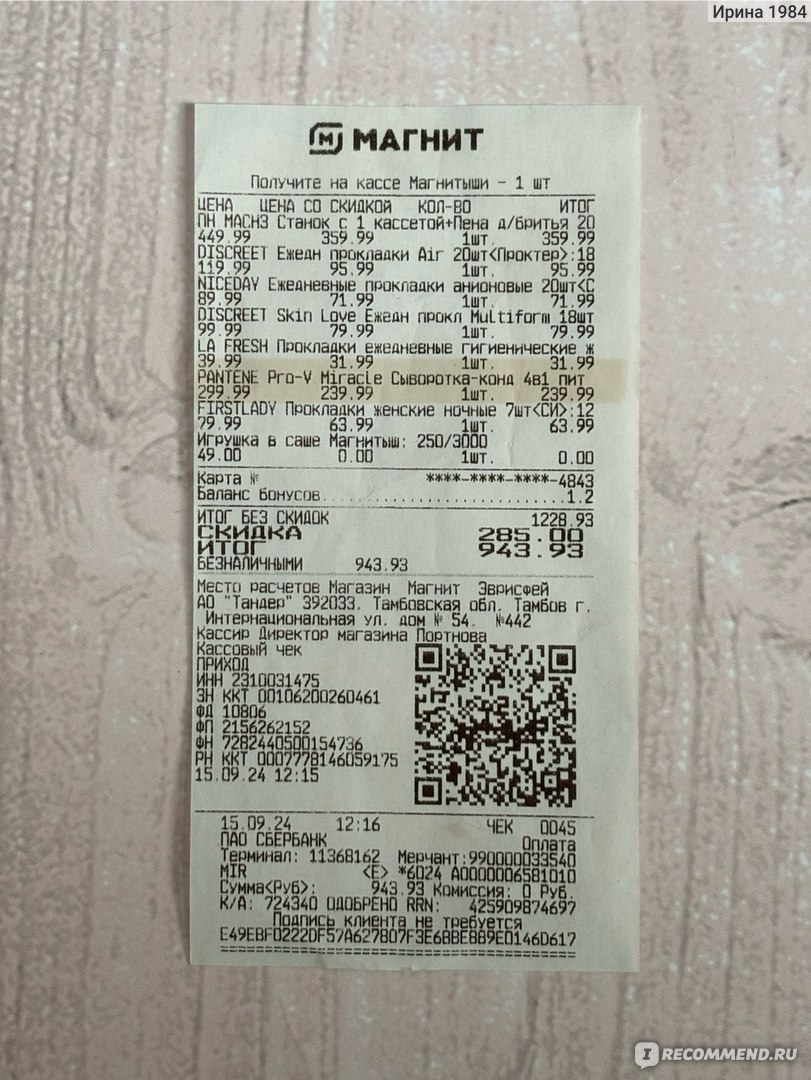 Ирина 1984
МАГНИТ
Получите на кассе Магнитыши - 1 шт
ЦЕНА ЦЕНА СО СКИДКОЙ КОЛ-ВО ИТОГ
ПН МАСНЗ Станок с 1 кассетой+Пена д/бритья 20
449.99 359.99 1шт. 359.99
DISCREET Ежедн прокладки Air 20шт<Проктер>:18
119.99 95.99 1шт. 95.99
NICEDAY Ежедневные прокладки анионовые 20шт<С
89.99 71.99 1шт. 71.99
DISCREET Skin Love Ежедн прокл Multiform 18шт
99.99 79.99 1шт. 79.99
LA FRESH Прокладки ежедневные гигиенические ж
39.99 31.99 1шт. 31.99
PANTENE Pro-V Miracle Сыворотка-конд 4в1 пит
299.99 239.99 1шт. 239.99
FIRSTLADY Прокладки женские ночные 7шт<СИ>:12
79.99 63.99 1шт. 63.99
Игрушка в саше Магнитыш: 250/3000
49.00 0.00 1шт. 0.00
Карта № ****-****-****-4843
Баланс бонусов..............................1.2
ИТОГ БЕЗ СКИДОК 1228.93
СКИДКА 285.00
ИТОГ 943.93
БЕЗНАЛИЧНЫМИ 943.93
Место расчетов Магазин Магнит Эврисфей
АО "Тандер" 392033. Тамбовская обл. Тамбов г.
Интернациональная ул. дом № 54. №442
Кассир Директор магазина Портнова
Кассовый чек
ПРИХОД
ИНН 2310031475
ЗН ККТ 00106200260461
ФД 10806
ФП 2156262152
ФН 7282440500154736
РН ККТ 0007778146059175
15.09.24 12:15
15.09.24 12:16 ЧЕК 0045
ПАО СБЕРБАНК Оплата
Терминал: 11368162 Мерчант:990000033540
MIR <E> *6024 A0000006581010
Сумма<Руб>: 943.93 Комиссия: 0 Руб.
К/А: 724340 ОДОБРЕНО RRN: 425909874697
Подпись клиента не требуется
E49EBF0222DF57A627807F3E68BE8B9E0146D617
IRECOMMEND.RU